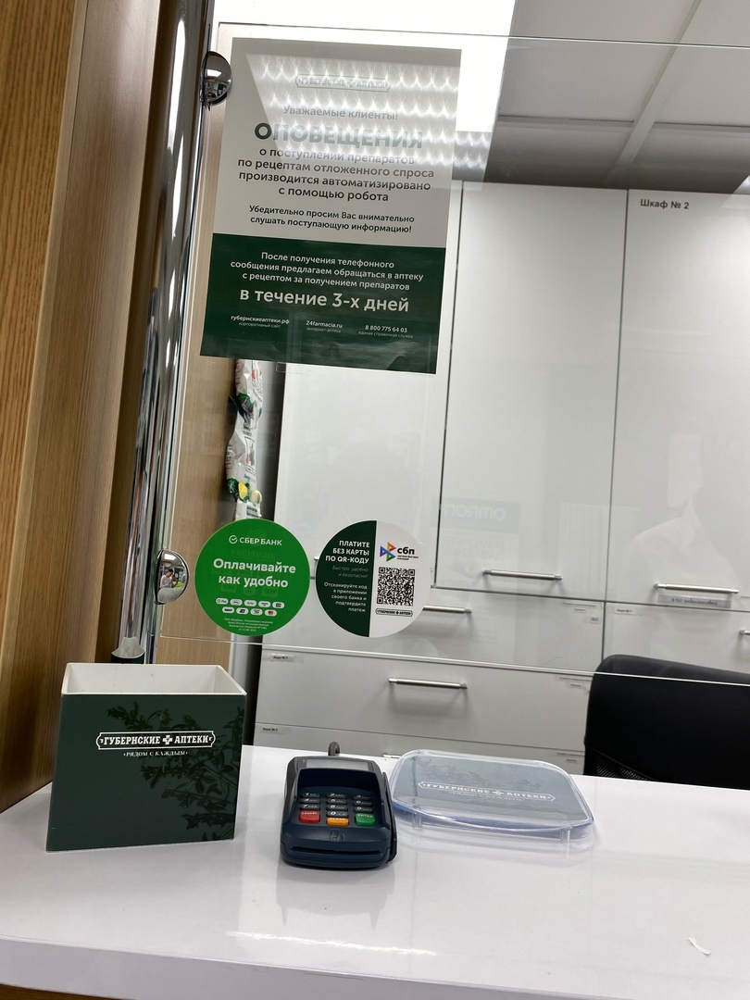 ГУБЕРНСКИЕ АПТЕКИ
Уважаемые клиенты!
ОПОВЕЩЕНИЯ
о поступлении препаратов
по рецептам отложенного спроса
производится автоматизировано
с помощью робота
Убедительно просим Вас внимательно
слушать поступающую информацию!
После получения телефонного
сообщения предлагаем обращаться в аптеку
с рецептом за получением препаратов
в течение 3-х дней
губернскиеаптеки.рф
корпоративный сайт
24farmacia.ru
интернет-аптека
8 800 775 64 03
единая справочная служба
Шкаф № 2
СБЕР БАНК
Оплачивайте
как удобно
ПЛАТИТЕ
БЕЗ КАРТЫ
ПО QR-КОДУ
Быстро, удобно
и безопасно!
Отсканируйте код
в приложении
своего банка и
подтвердите
платеж
сбп
ГУБЕРНСКИЕ АПТЕКИ
ГУБЕРНСКИЕ АПТЕКИ
РЯДОМ С КАЖДЫМ
ГУБЕРНСКИЕ АПТЕКИ